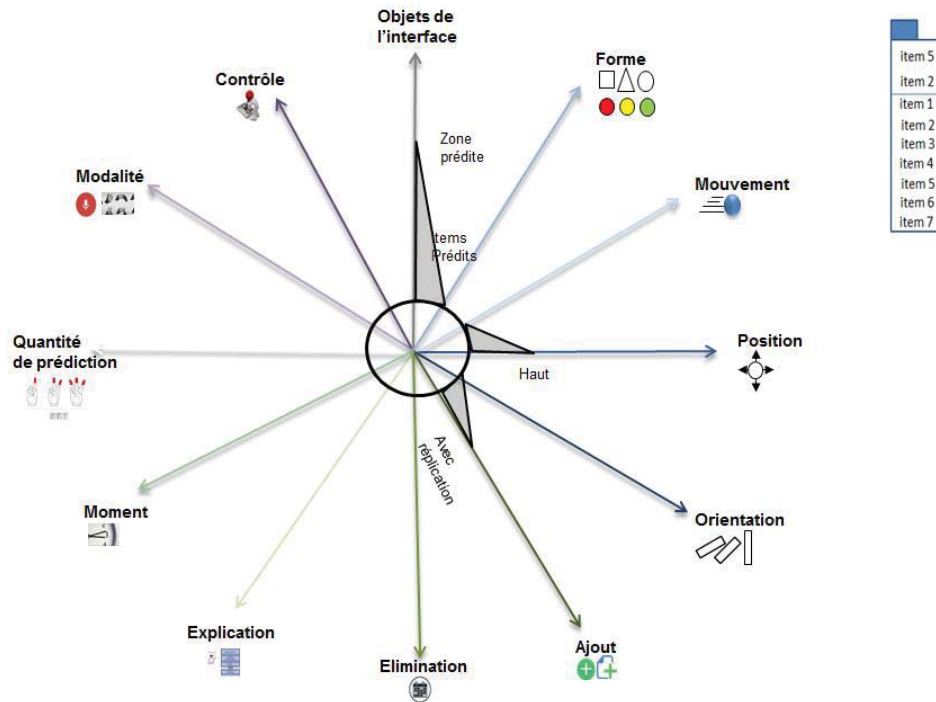 Objets de
l'interface
Contrôle
Forme
Zone
prédite
Modalité
Mouvement
tems
Prédits
Quantité
de prédiction
Position
Haut
Avec
réplication
Moment
Orientation
Explication
Elimination
Ajout
item 5
item 2
item 1
item 2
item 3
item 4
item 5
item 6
item 7